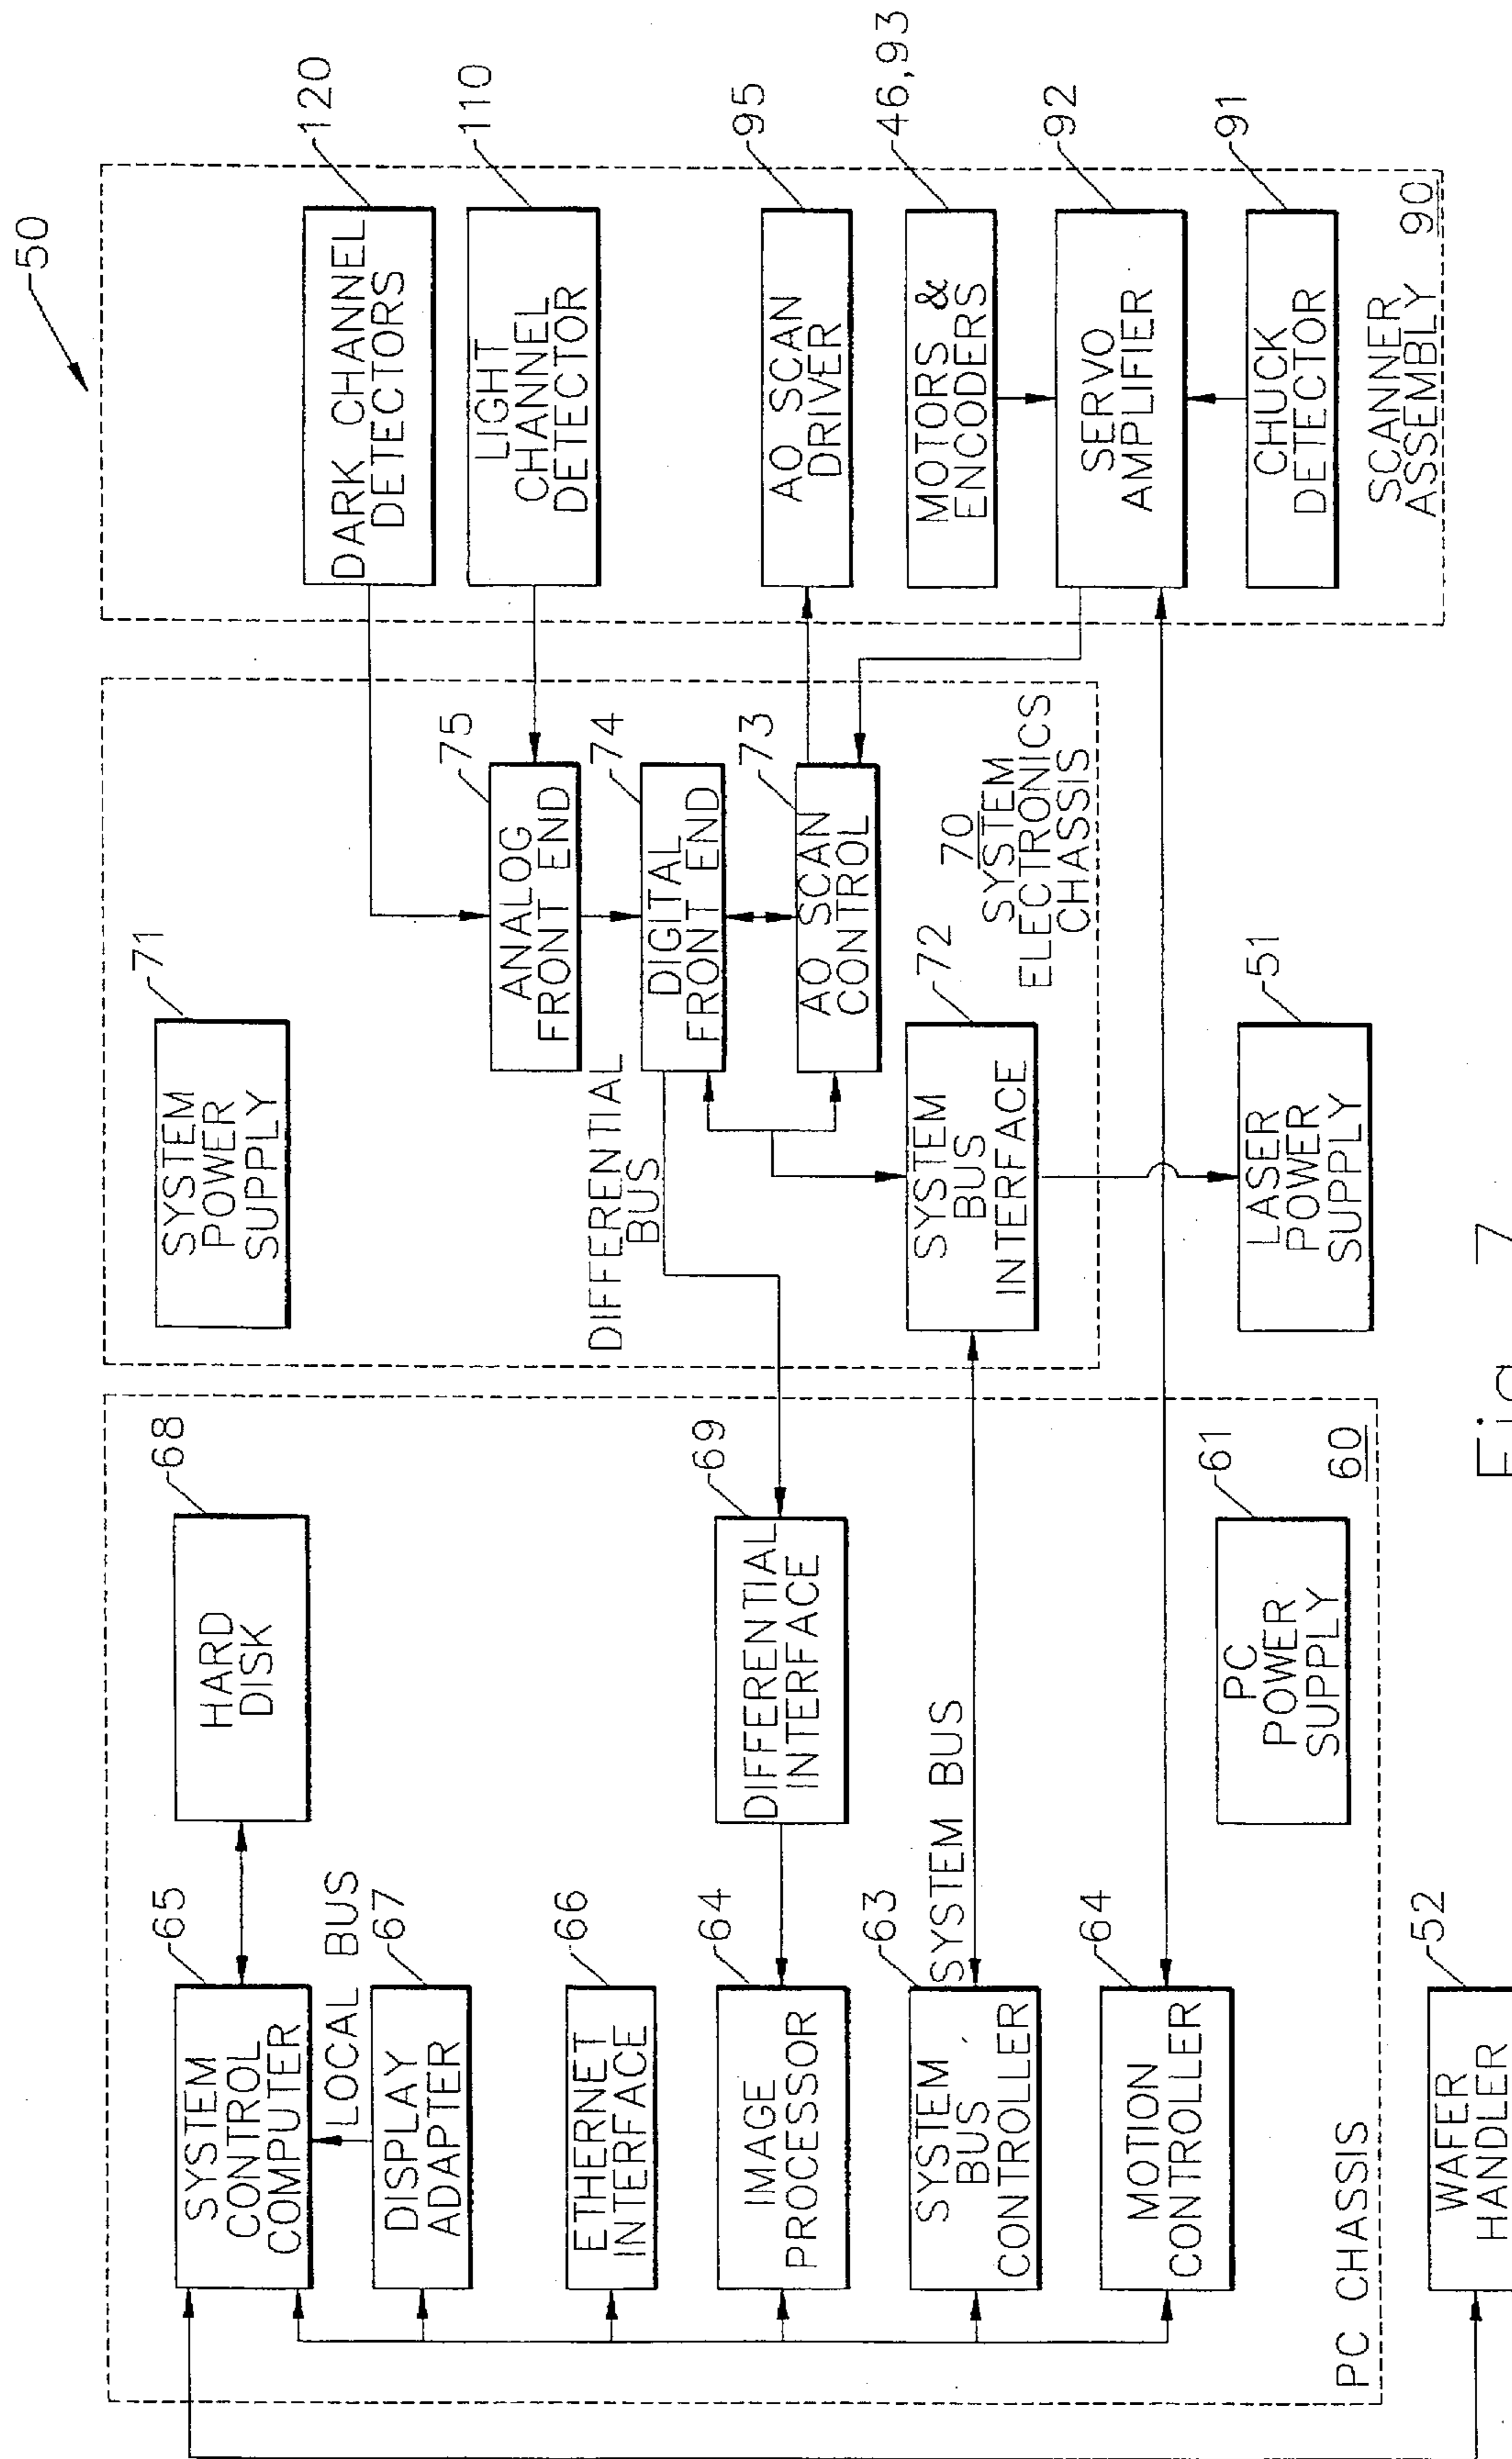 50
120
DARK CHANNEL
DETECTORS
110
LIGHT
CHANNEL
DETECTOR
95
AO SCAN
DRIVER
46,93
MOTORS &
ENCODERS
92
SERVO
AMPLIFIER
91
CHUCK
DETECTOR
SCANNER
ASSEMBLY
90
71
SYSTEM
POWER
SUPPLY
75
ANALOG
FRONT END
74
DIGITAL
FRONT END
73
AO SCAN
CONTROL
DIFFERENTIAL
BUS
72
SYSTEM
BUS
INTERFACE
70
SYSTEM
ELECTRONICS
CHASSIS
51
LASER
POWER
SUPPLY
68
HARD
DISK
69
DIFFERENTIAL
INTERFACE
SYSTEM BUS
61
PC
POWER
SUPPLY
60
65
SYSTEM
CONTROL
COMPUTER
LOCAL BUS
67
DISPLAY
ADAPTER
66
ETHERNET
INTERFACE
64
IMAGE
PROCESSOR
63
SYSTEM
BUS
CONTROLLER
64
MOTION
CONTROLLER
PC CHASSIS
52
WAFER
HANDLER
Fig. 7